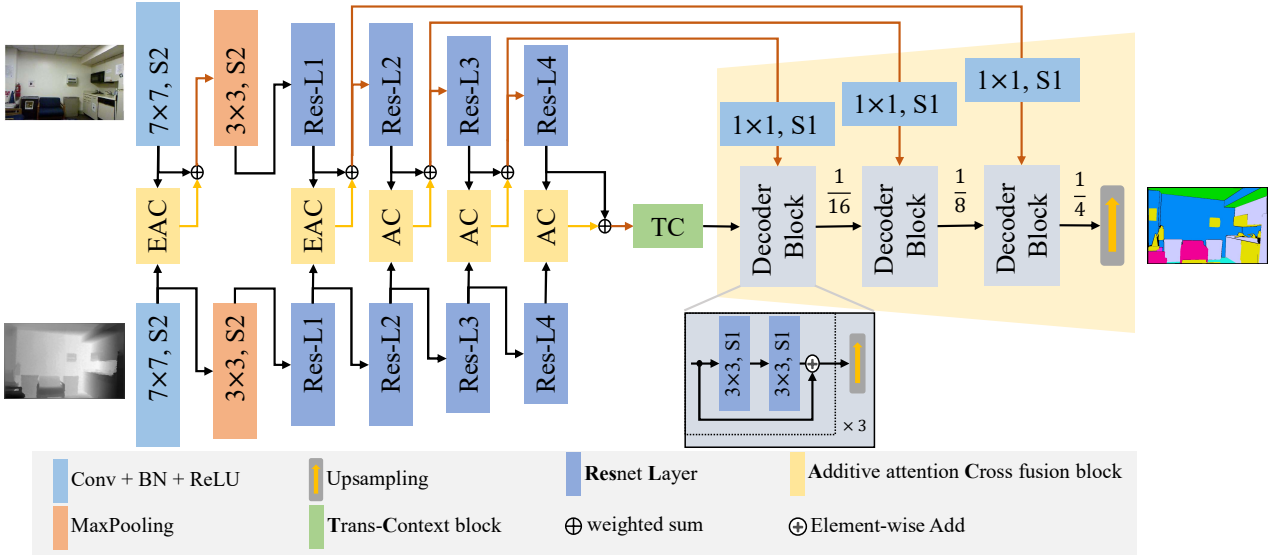 7×7, S2
3×3, S2
Res-L1
Res-L2
Res-L3
Res-L4
1×1, S1
1×1, S1
1×1, S1
EAC
EAC
AC
AC
AC
TC
Decoder
Block
1/16
Decoder
Block
1/8
Decoder
Block
1/4
7×7, S2
3×3, S2
Res-L1
Res-L2
Res-L3
Res-L4
3×3, S1
3×3, S1
× 3
Conv + BN + ReLU
Upsampling
Resnet Layer
Additive attention Cross fusion block
MaxPooling
Trans-Context block
weighted sum
Element-wise Add